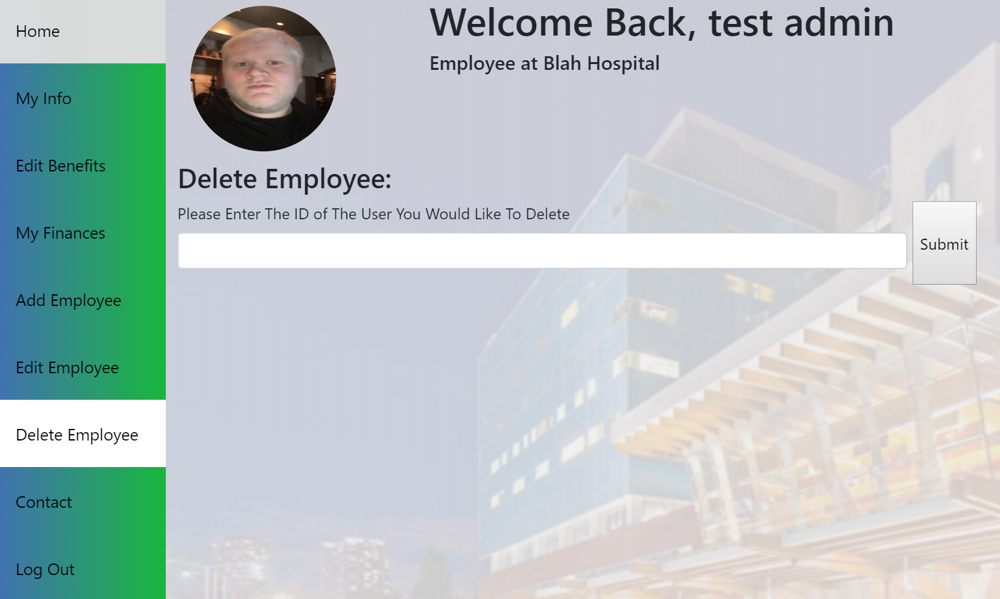 Home
My Info
Edit Benefits
My Finances
Add Employee
Edit Employee
Delete Employee
Contact
Log Out
Welcome Back, test admin
Employee at Blah Hospital
Delete Employee:
Please Enter The ID of The User You Would Like To Delete
Submit